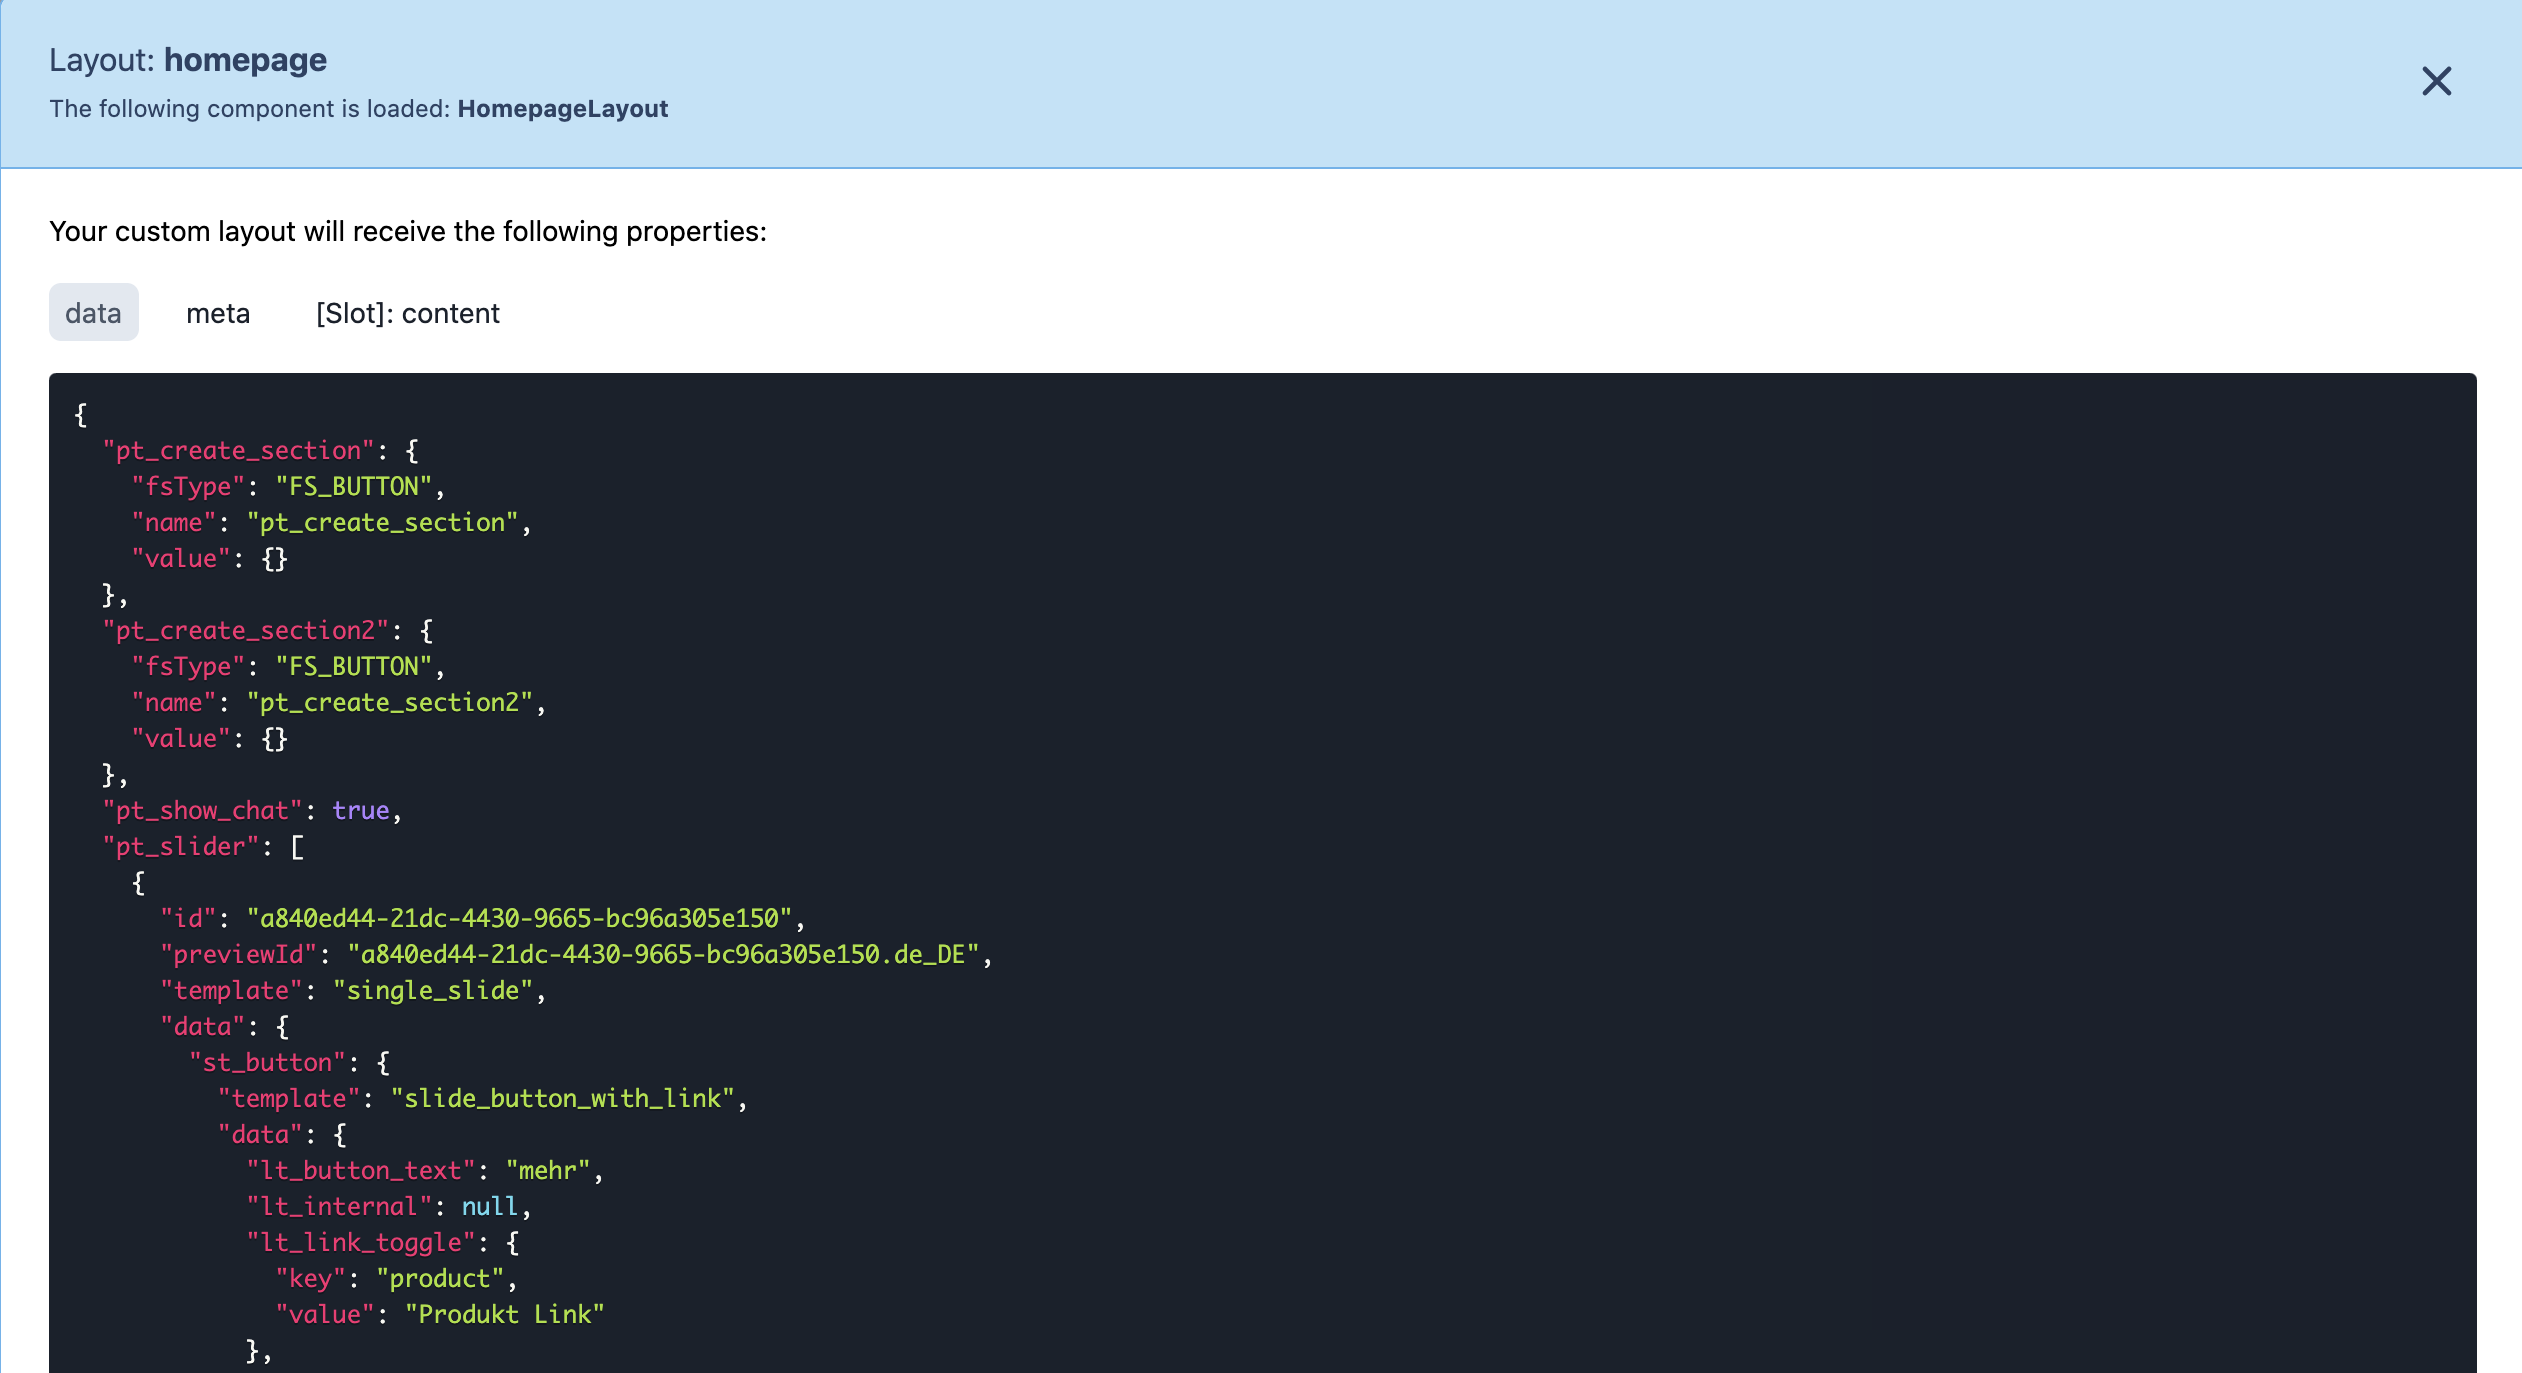 Layout: homepage
The following component is loaded: HomepageLayout
Your custom layout will receive the following properties:
data meta [Slot]: content
{
  "pt_create_section": {
    "fsType": "FS_BUTTON",
    "name": "pt_create_section",
    "value": {}
  },
  "pt_create_section2": {
    "fsType": "FS_BUTTON",
    "name": "pt_create_section2",
    "value": {}
  },
  "pt_show_chat": true,
  "pt_slider": [
    {
      "id": "a840ed44-21dc-4430-9665-bc96a305e150",
      "previewId": "a840ed44-21dc-4430-9665-bc96a305e150.de_DE",
      "template": "single_slide",
      "data": {
        "st_button": {
          "template": "slide_button_with_link",
          "data": {
            "lt_button_text": "mehr",
            "lt_internal": null,
            "lt_link_toggle": {
              "key": "product",
              "value": "Produkt Link"
            },